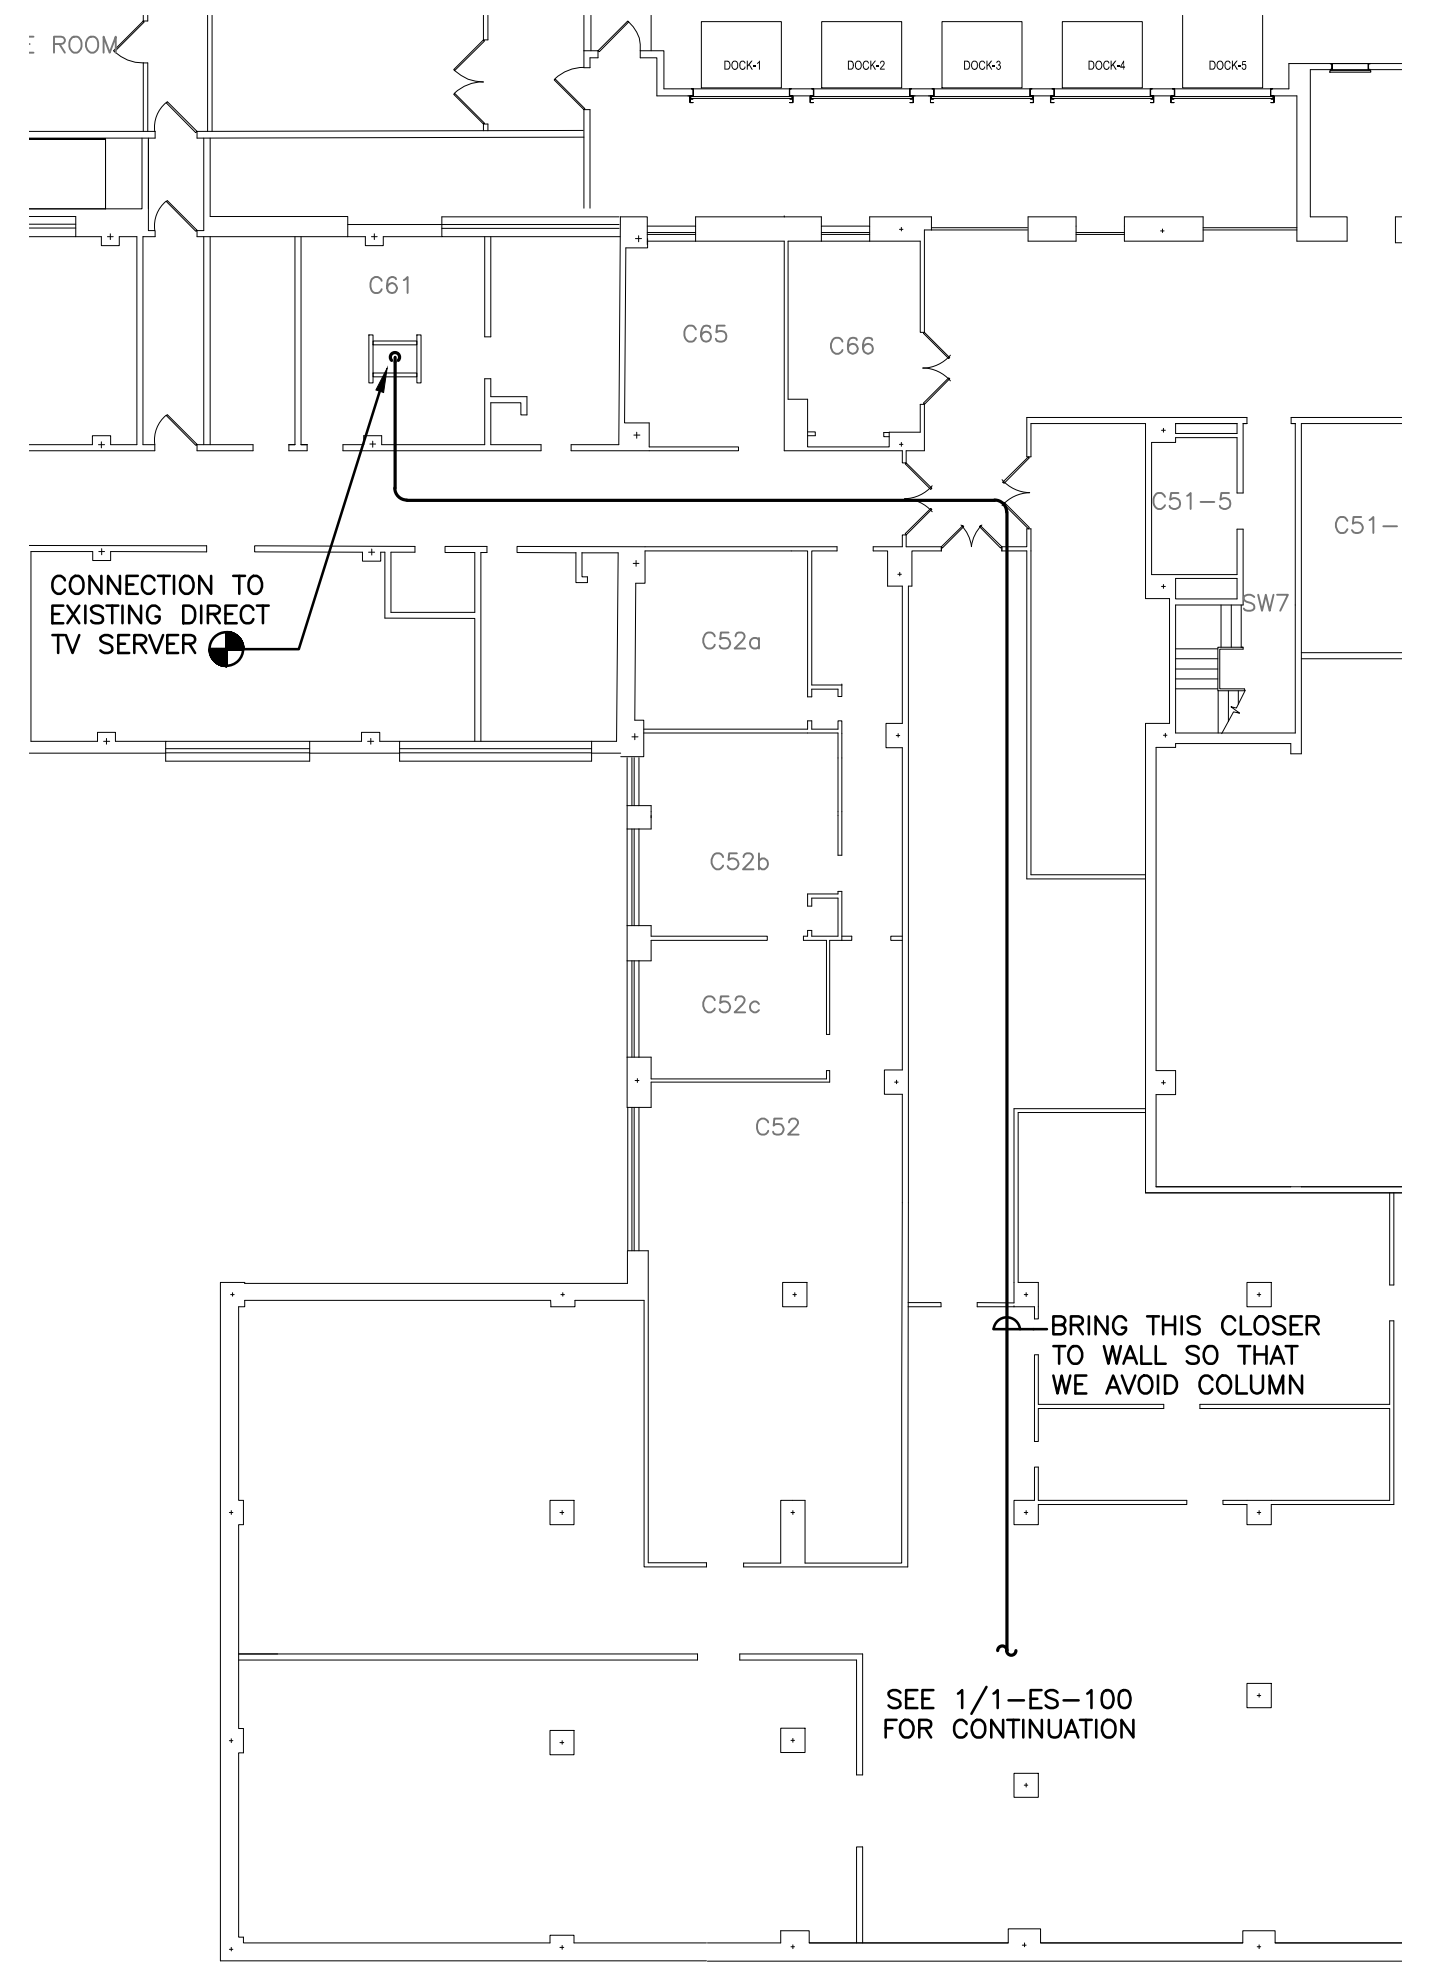 E ROOM
DOCK-1
DOCK-2
DOCK-3
DOCK-4
DOCK-5
C61
C65
C66
C51-5
C51-
CONNECTION TO
EXISTING DIRECT
TV SERVER
SW7
C52a
C52b
C52c
C52
BRING THIS CLOSER
TO WALL SO THAT
WE AVOID COLUMN
SEE 1/1-ES-100
FOR CONTINUATION